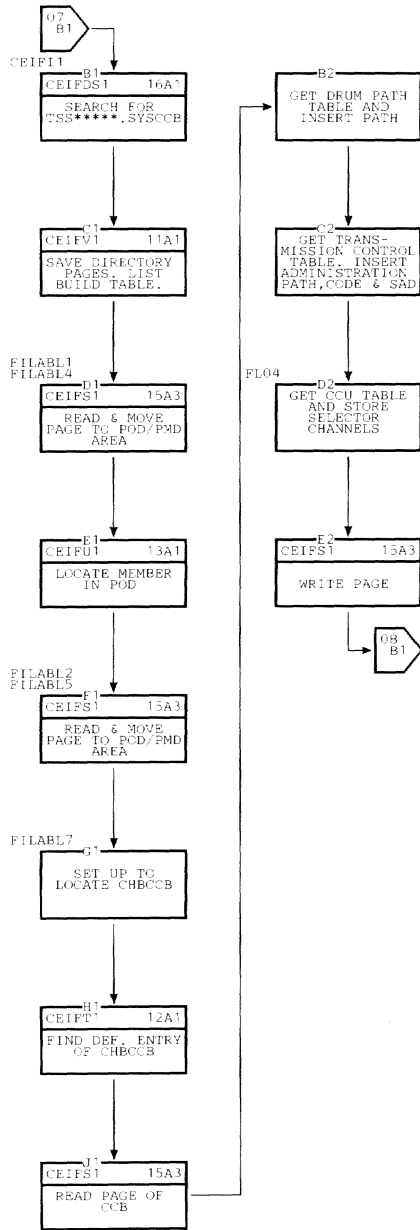 07
B1
CEIFI1
B1
CEIFDS1 16A1
SEARCH FOR
TSS*****.SYSCCB
C1
CEIFV1 11A1
SAVE DIRECTORY
PAGES. LIST
BUILD TABLE.
FILABL1
FILABL4
D1
CEIFS1 15A3
READ & MOVE
PAGE TO POD/PMD
AREA
E1
CEIFU1 13A1
LOCATE MEMBER
IN POD
FILABL2
FILABL5
F1
CEIFS1 15A3
READ & MOVE
PAGE TO POD/PMD
AREA
FILABL7
G1
SET UP TO
LOCATE CHBCCB
H1
CEIFT1 12A1
FIND DEF. ENTRY
OF CHBCCB
J1
CEIFS1 15A3
READ PAGE OF
CCB
B2
GET DRUM PATH
TABLE AND
INSERT PATH
C2
GET TRANS-
MISSION CONTROL
TABLE. INSERT
ADMINISTRATION
PATH,CODE & SAD
FL04
D2
GET CCU TABLE
AND STORE
SELECTOR
CHANNELS
E2
CEIFS1 15A3
WRITE PAGE
08
B1